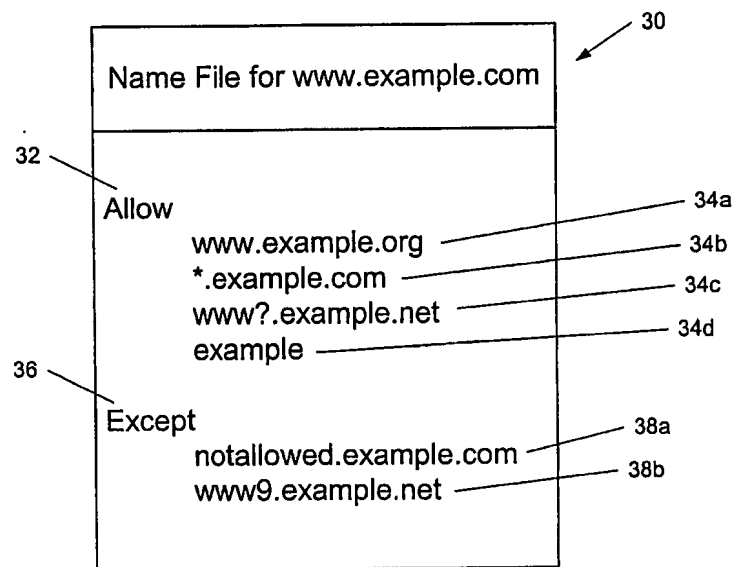 30
Name File for www.example.com
32
Allow
www.example.org 34a
*.example.com 34b
www?.example.net 34c
example 34d
36
Except
notallowed.example.com 38a
www9.example.net 38b